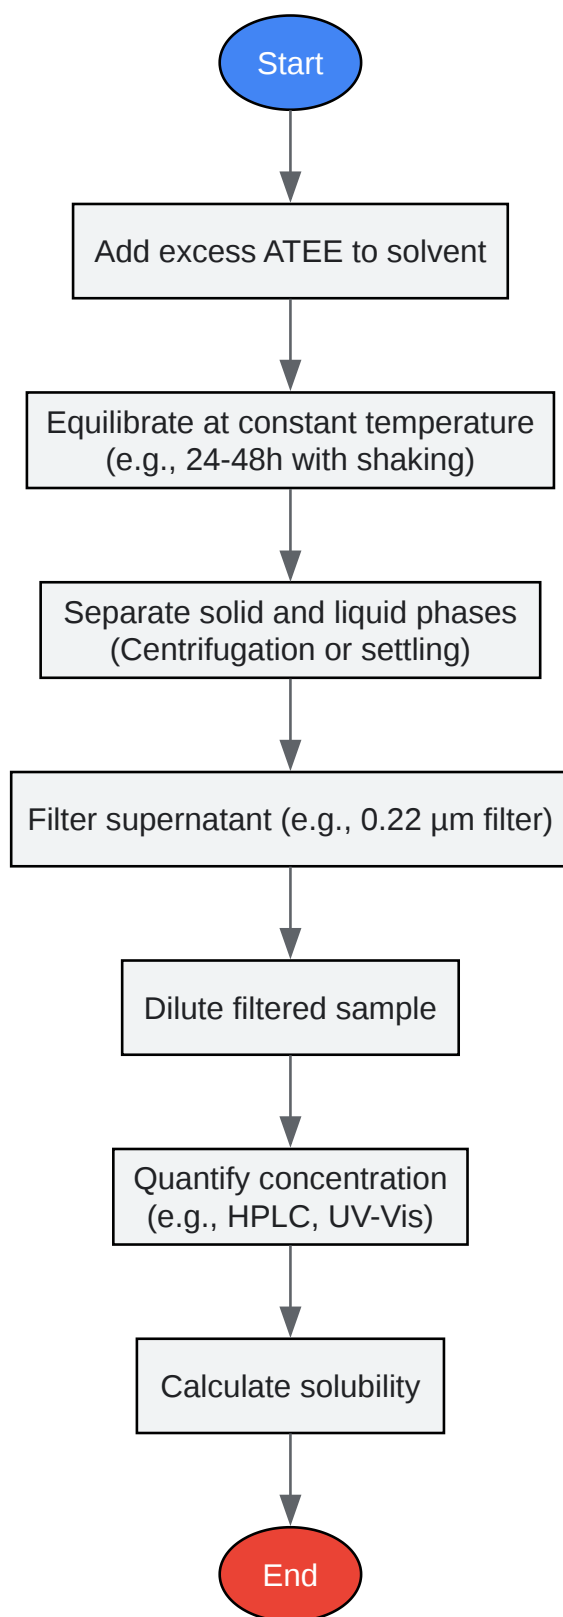 Start
Add excess ATEE to solvent
Equilibrate at constant temperature
(e.g., 24-48h with shaking)
Separate solid and liquid phases
(Centrifugation or settling)
Filter supernatant (e.g., 0.22 µm filter)
Dilute filtered sample
Quantify concentration
(e.g., HPLC, UV-Vis)
Calculate solubility
End